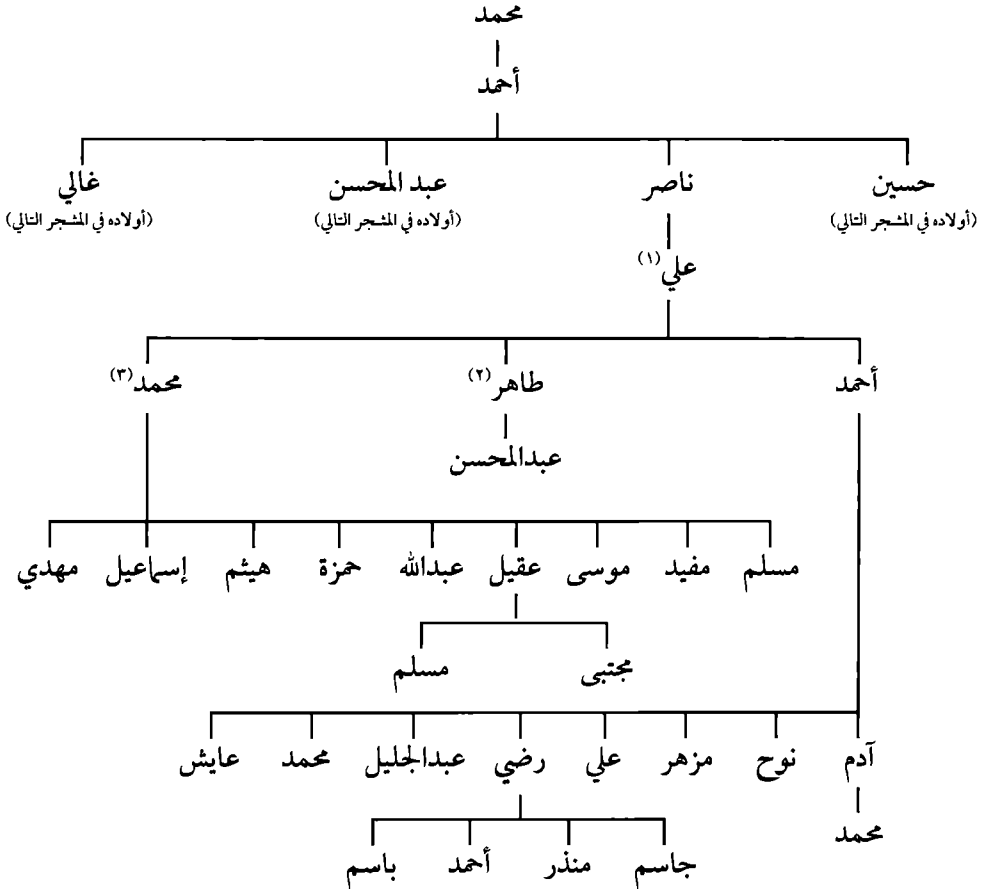 محمد
أحمد
حسين ناصر عبد المحسن غالي
(أولاده في المشجر التالي) (أولاده في المشجر التالي) (أولاده في المشجر التالي)
علي(١)
أحمد طاهر(٢) محمد(٣)
عبدالمحسن
مسلم مفيد موسى عقيل عبدالله حمزة هيثم إسماعيل مهدي
مجتبى مسلم
آدم نوح مزهر علي رضي عبدالجليل محمد عايش
محمد
جاسم منذر أحمد باسم